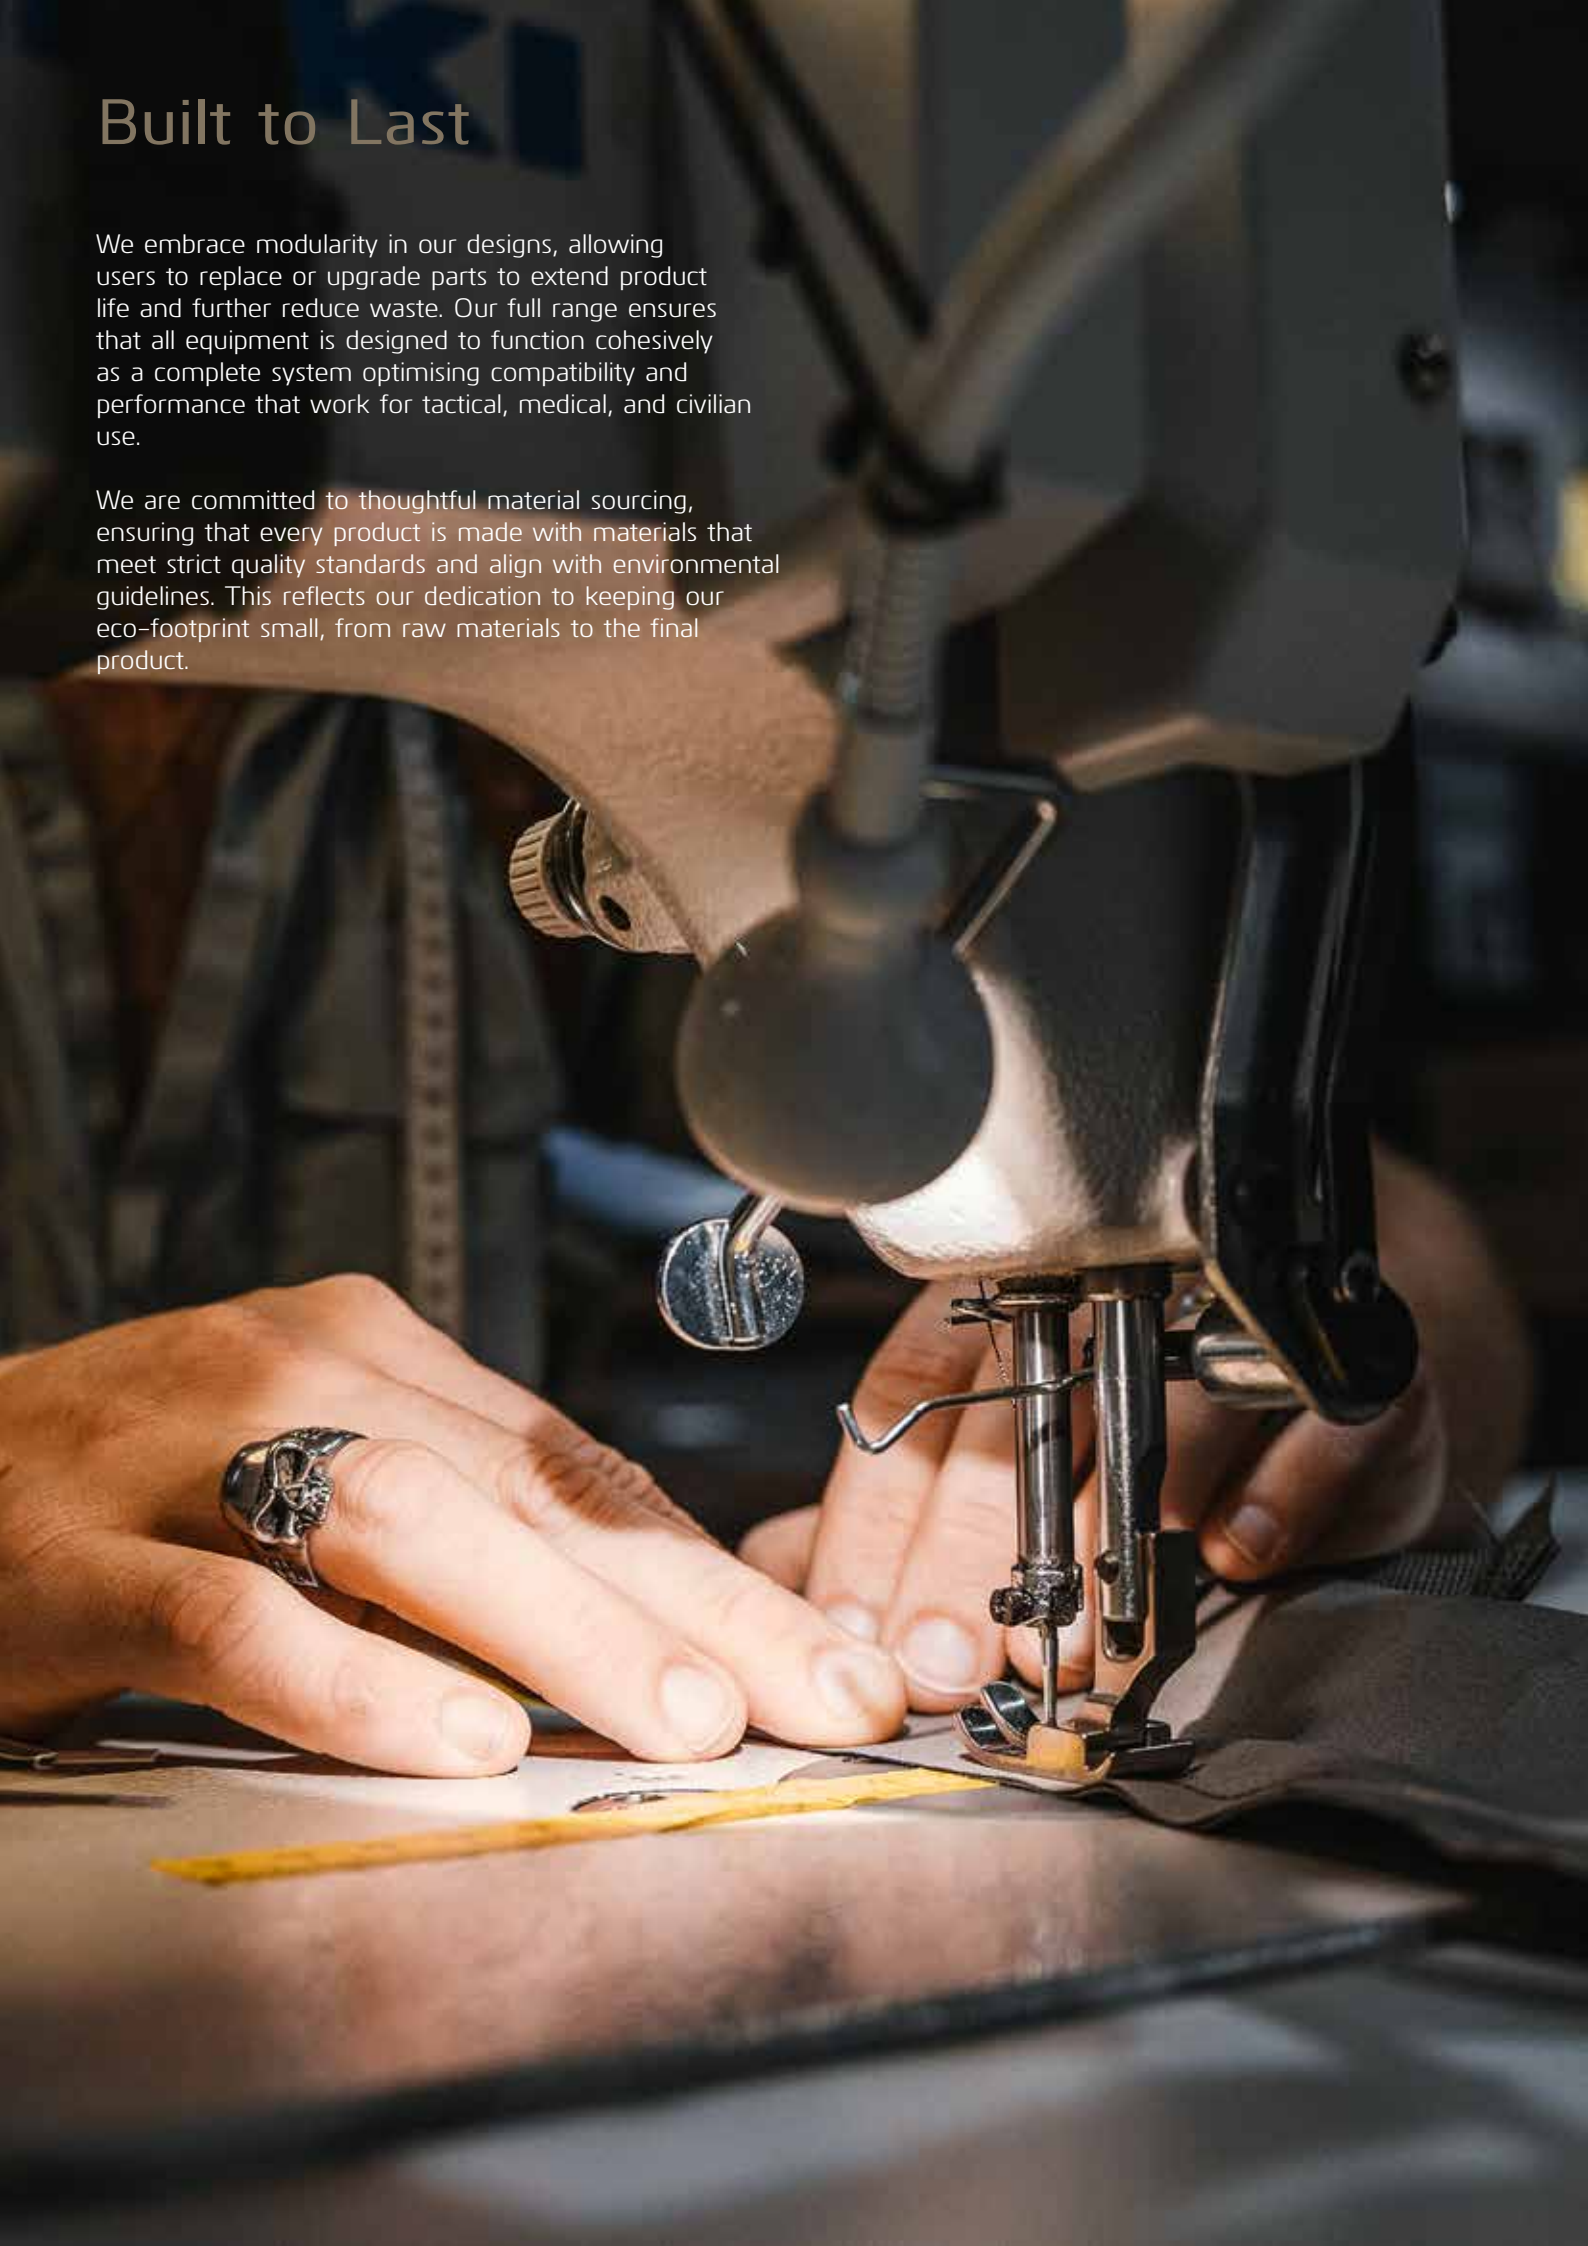 Built to Last
We embrace modularity in our designs, allowing
users to replace or upgrade parts to extend product
life and further reduce waste. Our full range ensures
that all equipment is designed to function cohesively
as a complete system optimising compatibility and
performance that work for tactical, medical, and civilian
use.
We are committed to thoughtful material sourcing,
ensuring that every product is made with materials that
meet strict quality standards and align with environmental
guidelines. This reflects our dedication to keeping our
eco-footprint small, from raw materials to the final
product.